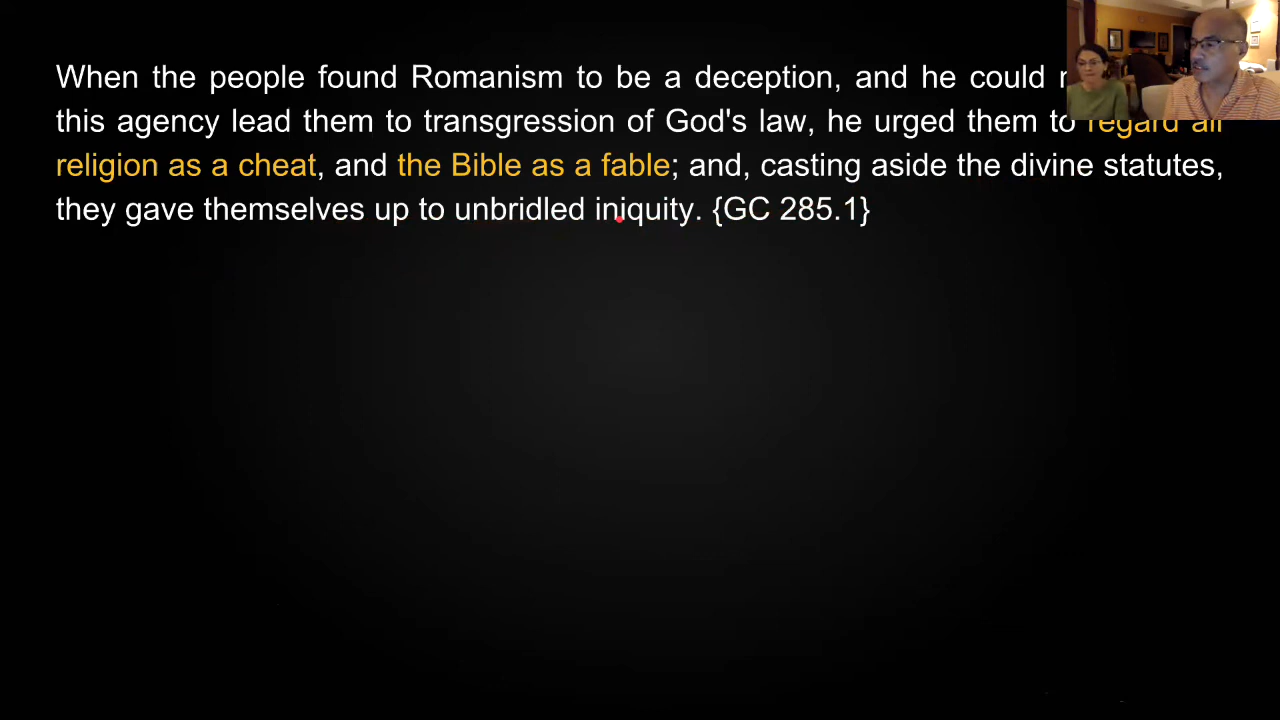 When the people found Romanism to be a deception, and he could
this agency lead them to transgression of God's law, he urged them to regard all
religion as a cheat, and the Bible as a fable; and, casting aside the divine statutes,
they gave themselves up to unbridled iniquity. {GC 285.1}